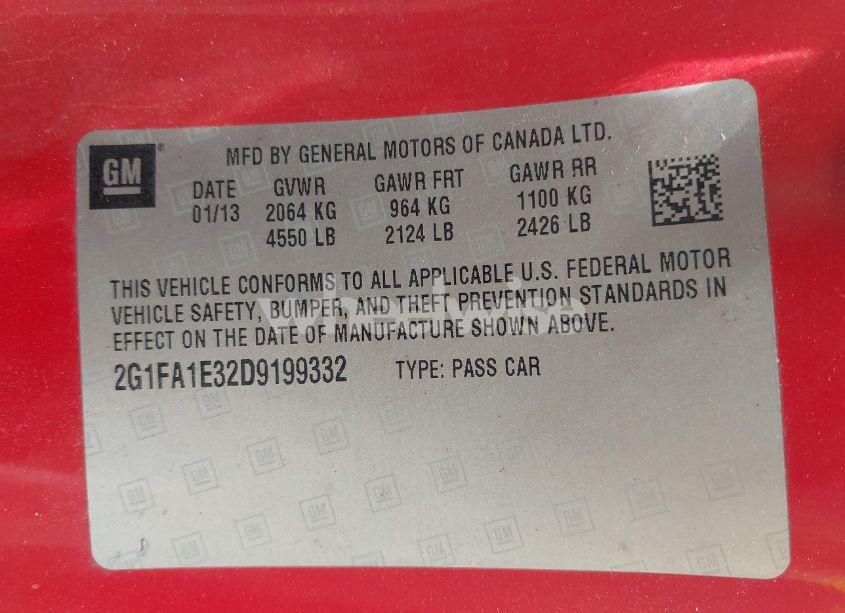 GM
MFD BY GENERAL MOTORS OF CANADA LTD.
DATE GVWR GAWR FRT GAWR RR
01/13 2064 KG 964 KG 1100 KG
4550 LB 2124 LB 2426 LB
THIS VEHICLE CONFORMS TO ALL APPLICABLE U.S. FEDERAL MOTOR
VEHICLE SAFETY, BUMPER, AND THEFT PREVENTION STANDARDS IN
EFFECT ON THE DATE OF MANUFACTURE SHOWN ABOVE.
2G1FA1E32D9199332 TYPE: PASS CAR